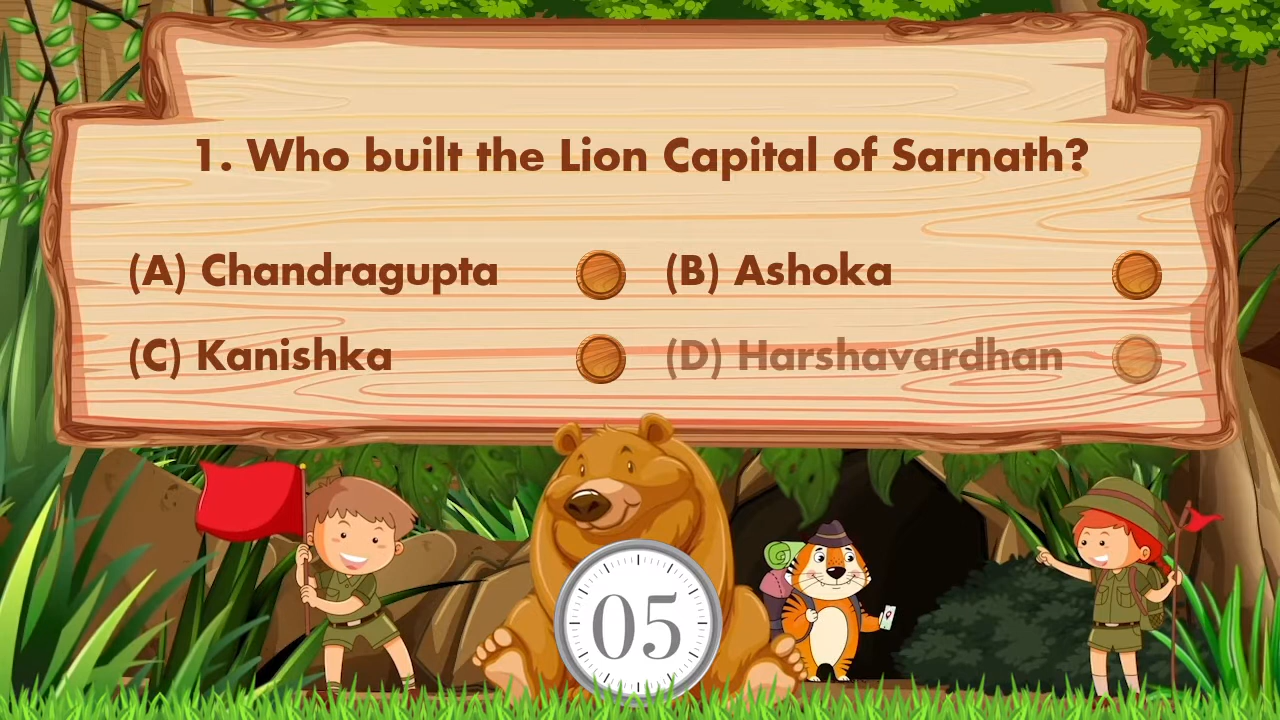 1. Who built the Lion Capital of Sarnath?
(A) Chandragupta (B) Ashoka
(C) Kanishka (D) Harshavardhan
05